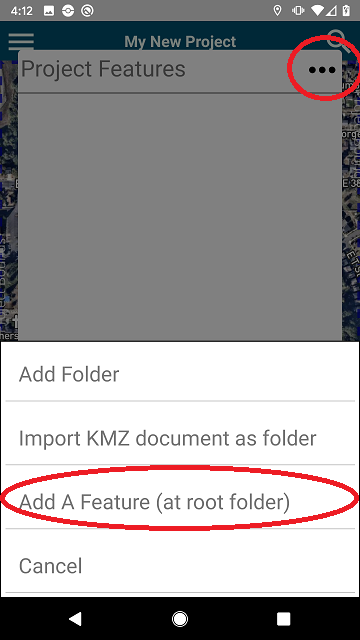 4:12
My New Project
Project Features
Add Folder
Import KMZ document as folder
Add A Feature (at root folder)
Cancel